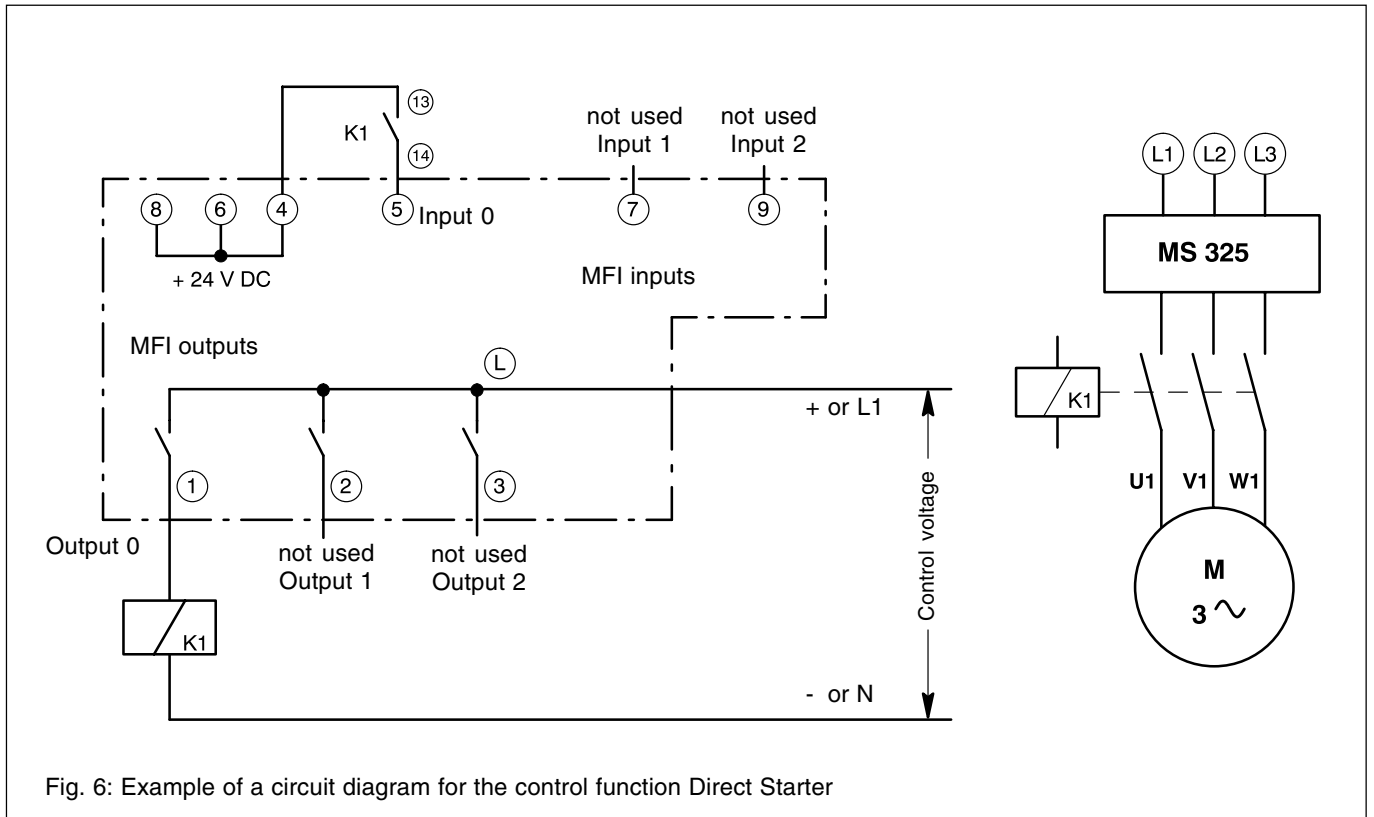 13
K1
14
not used
Input 1
not used
Input 2
L1 L2 L3
8 6 4 5 Input 0 7 9
+ 24 V DC
MFI inputs
MS 325
MFI outputs
L
+ or L1
K1
1 2 3
U1 V1 W1
Control voltage
Output 0
not used
Output 1
not used
Output 2
M
3
K1
- or N
Fig. 6: Example of a circuit diagram for the control function Direct Starter